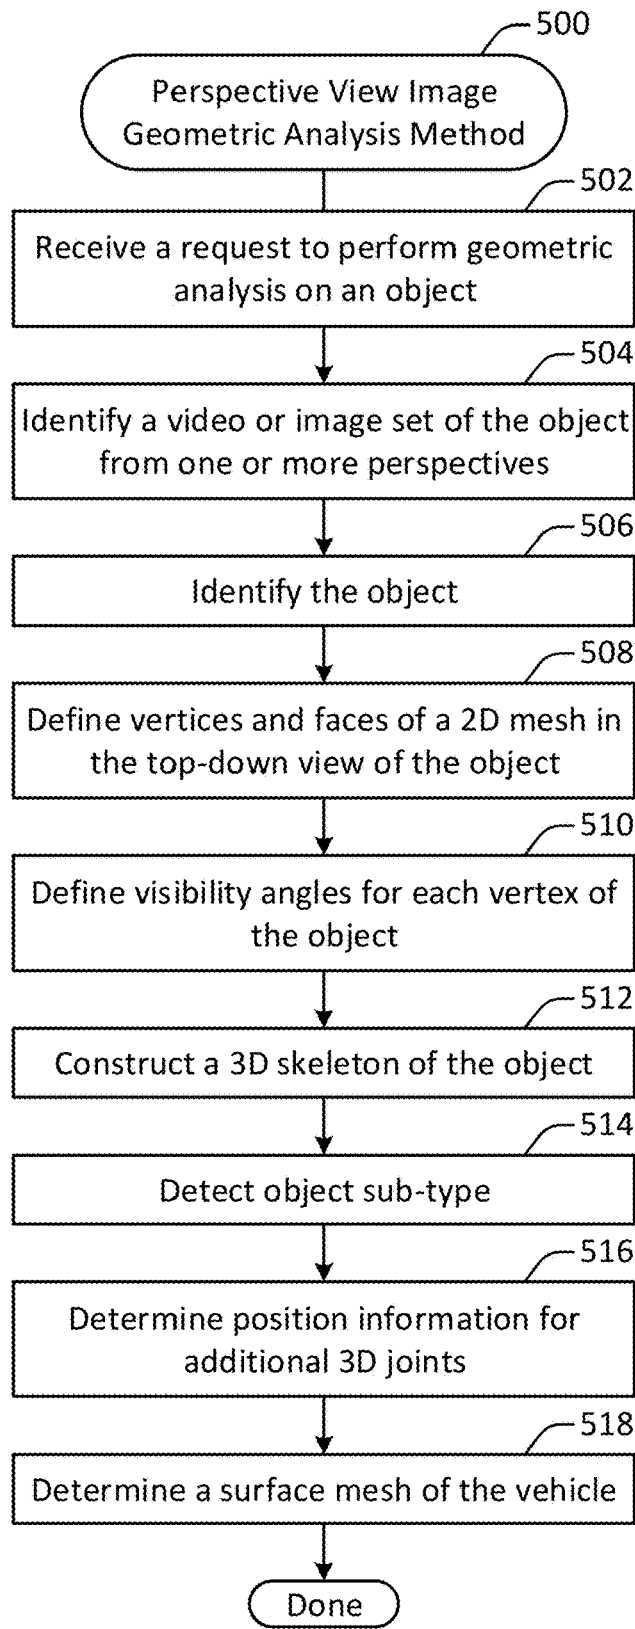 500
Perspective View Image
Geometric Analysis Method
502
Receive a request to perform geometric
analysis on an object
504
Identify a video or image set of the object
from one or more perspectives
506
Identify the object
508
Define vertices and faces of a 2D mesh in
the top-down view of the object
510
Define visibility angles for each vertex of
the object
512
Construct a 3D skeleton of the object
514
Detect object sub-type
516
Determine position information for
additional 3D joints
518
Determine a surface mesh of the vehicle
Done